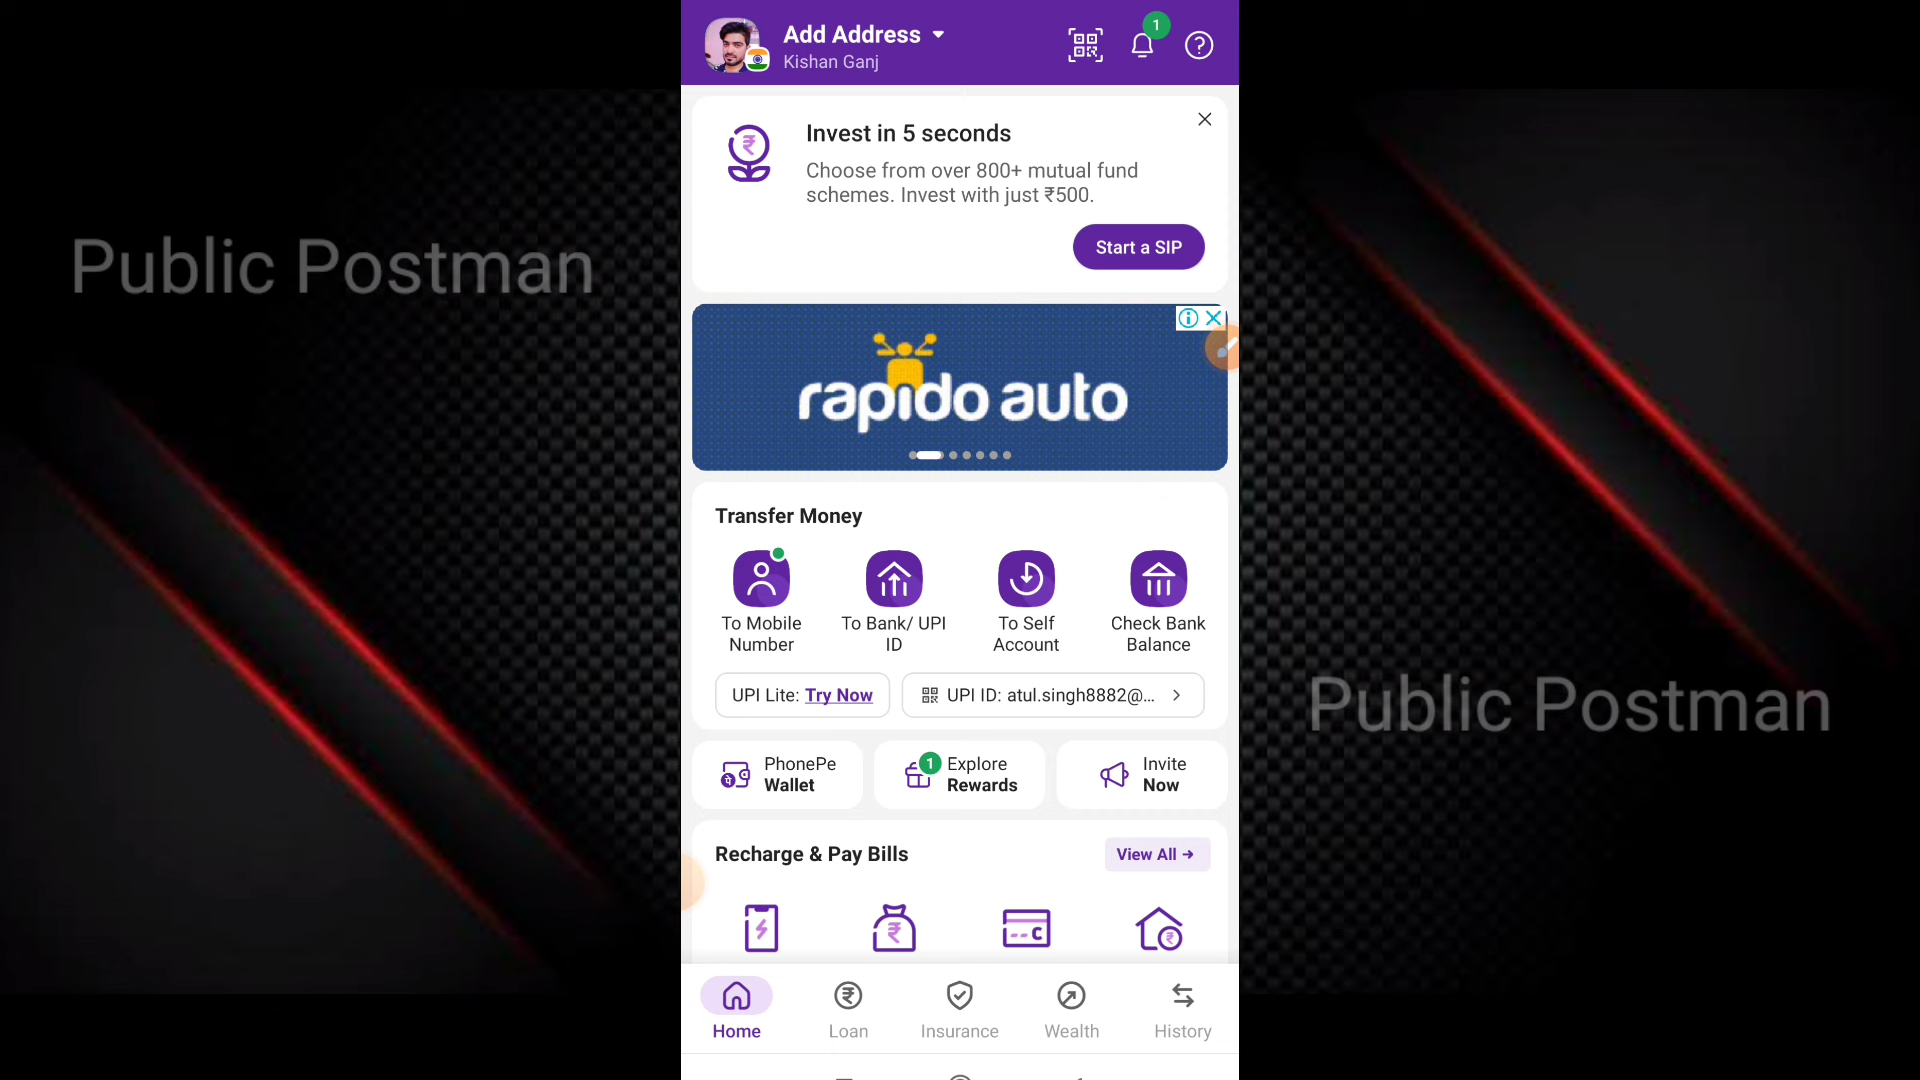 Add Address
Kishan Ganj
1
Invest in 5 seconds
Choose from over 800+ mutual fund
schemes. Invest with just ₹500.
Start a SIP
Public Postman
rapido auto
Transfer Money
To Mobile
Number
To Bank/ UPI
ID
To Self
Account
Check Bank
Balance
UPI Lite: Try Now
UPI ID: atul.singh8882@...
Public Postman
PhonePe
Wallet
1
Explore
Rewards
Invite
Now
Recharge & Pay Bills
View All
Home
Loan
Insurance
Wealth
History